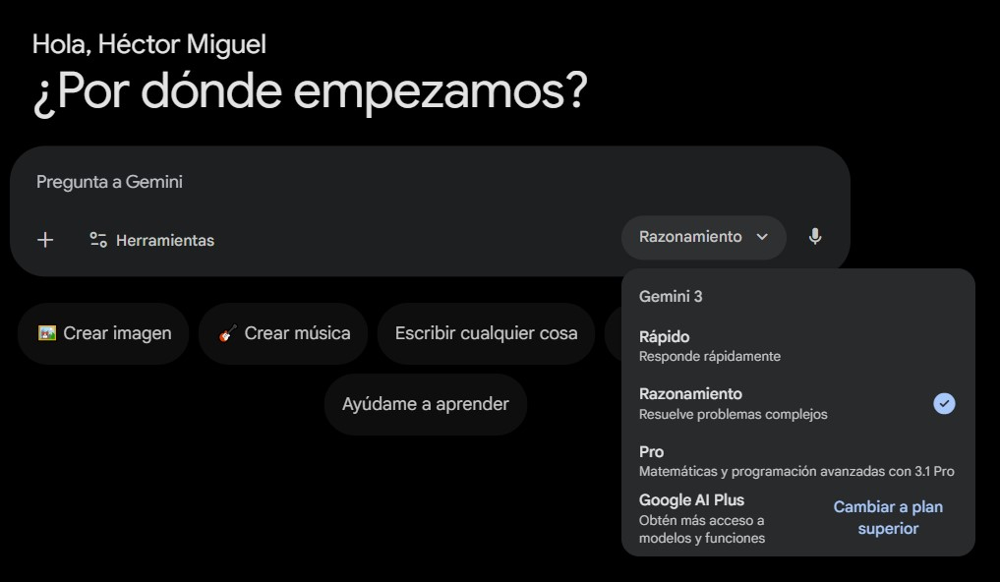 Hola, Héctor Miguel
¿Por dónde empezamos?
Pregunta a Gemini
Herramientas
Razonamiento
Crear imagen
Crear música
Escribir cualquier cosa
Ayúdame a aprender
Gemini 3
Rápido
Responde rápidamente
Razonamiento
Resuelve problemas complejos
Pro
Matemáticas y programación avanzadas con 3.1 Pro
Google AI Plus
Obtén más acceso a
modelos y funciones
Cambiar a plan
superior